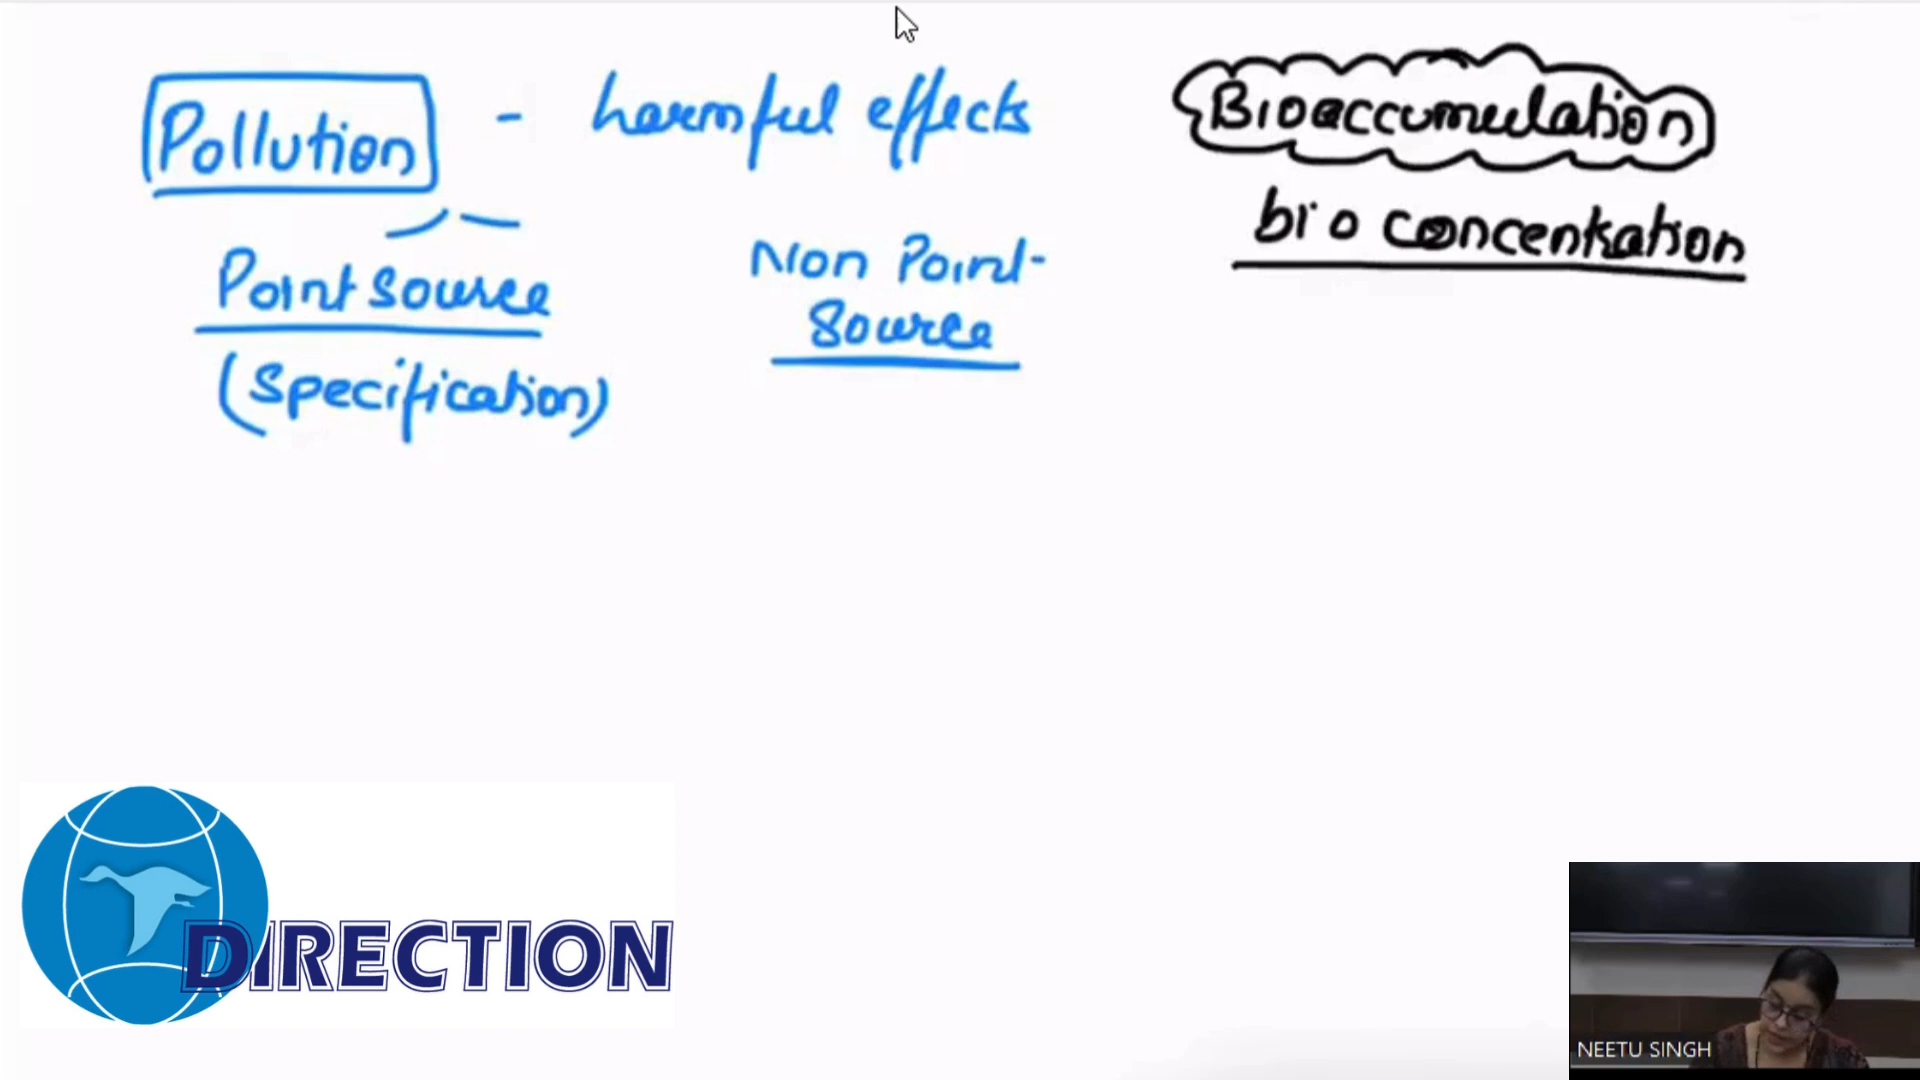 Pollution - harmful effects
Point source
(specification)
Non Point-
Source
Bioaccumulation
bio concentration
DIRECTION
NEETU SINGH